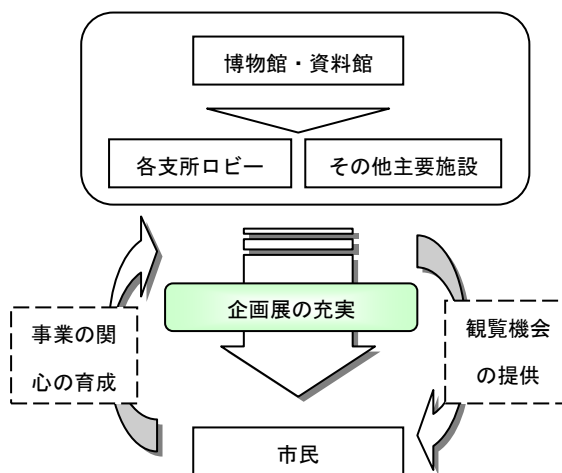 博物館・資料館
各支所ロビー
その他主要施設
企画展の充実
事業の関
心の育成
観覧機会
の提供
市民